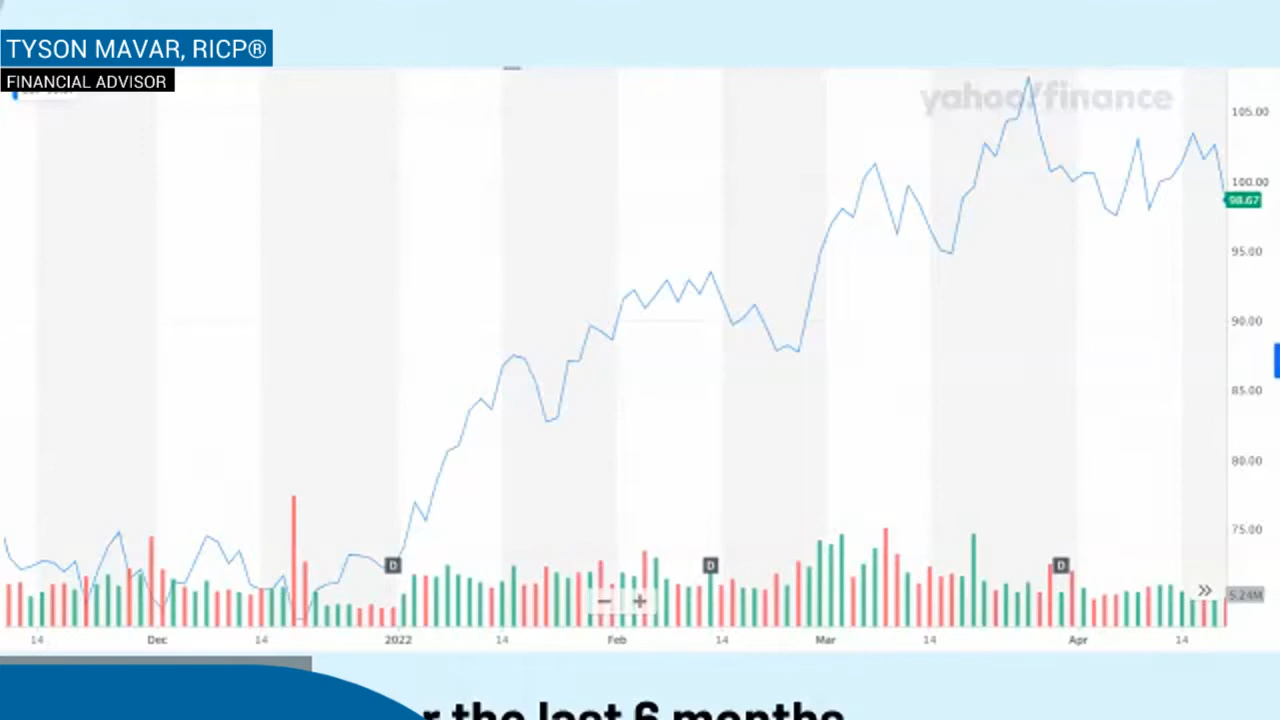 TYSON MAVAR, RICP®
FINANCIAL ADVISOR
yahoo/finance
105.00
100.00
98.67
95.00
90.00
85.00
80.00
75.00
D
D
D
5.24M
14
Dec
14
2022
14
Feb
14
Mar
14
Apr
14
r the last 6 months